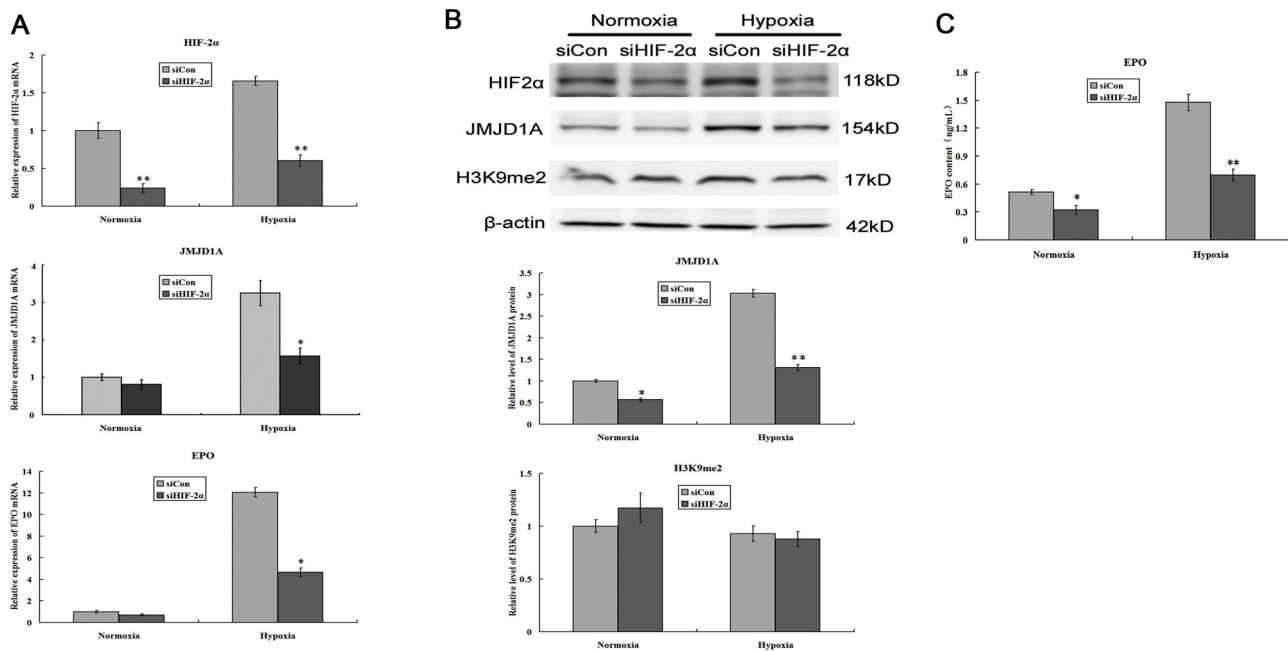 A
HIF-2α
Relative expression of HIF-2α mRNA
2
1.5
1
0.5
0
siCon
siHIF-2α
**
**
Normoxia
Hypoxia
JMJD1A
Relative expression of JMJD1A mRNA
4
3
2
1
0
siCon
siHIF-2α
*
Normoxia
Hypoxia
EPO
Relative expression of EPO mRNA
14
12
10
8
6
4
2
0
siCon
siHIF-2α
*
Normoxia
Hypoxia
B
Normoxia Hypoxia
siCon siHIF-2α siCon siHIF-2α
HIF2α 118kD
JMJD1A 154kD
H3K9me2 17kD
β-actin 42kD
JMJD1A
Relative level of JMJD1A protein
3.5
3
2.5
2
1.5
1
0.5
0
siCon
siHIF-2α
*
**
Normoxia
Hypoxia
H3K9me2
Relative level of H3K9me2 protein
1.5
1
0.5
0
siCon
siHIF-2α
Normoxia
Hypoxia
C
EPO
EPO content (ng/mL)
1.8
1.5
1.2
0.9
0.6
0.3
0
siCon
siHIF-2α
*
**
Normoxia
Hypoxia